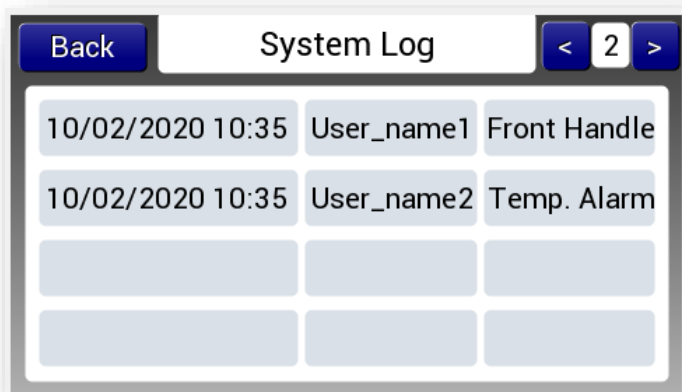 Back System Log < 2 >
10/02/2020 10:35 User_name1 Front Handle
10/02/2020 10:35 User_name2 Temp. Alarm